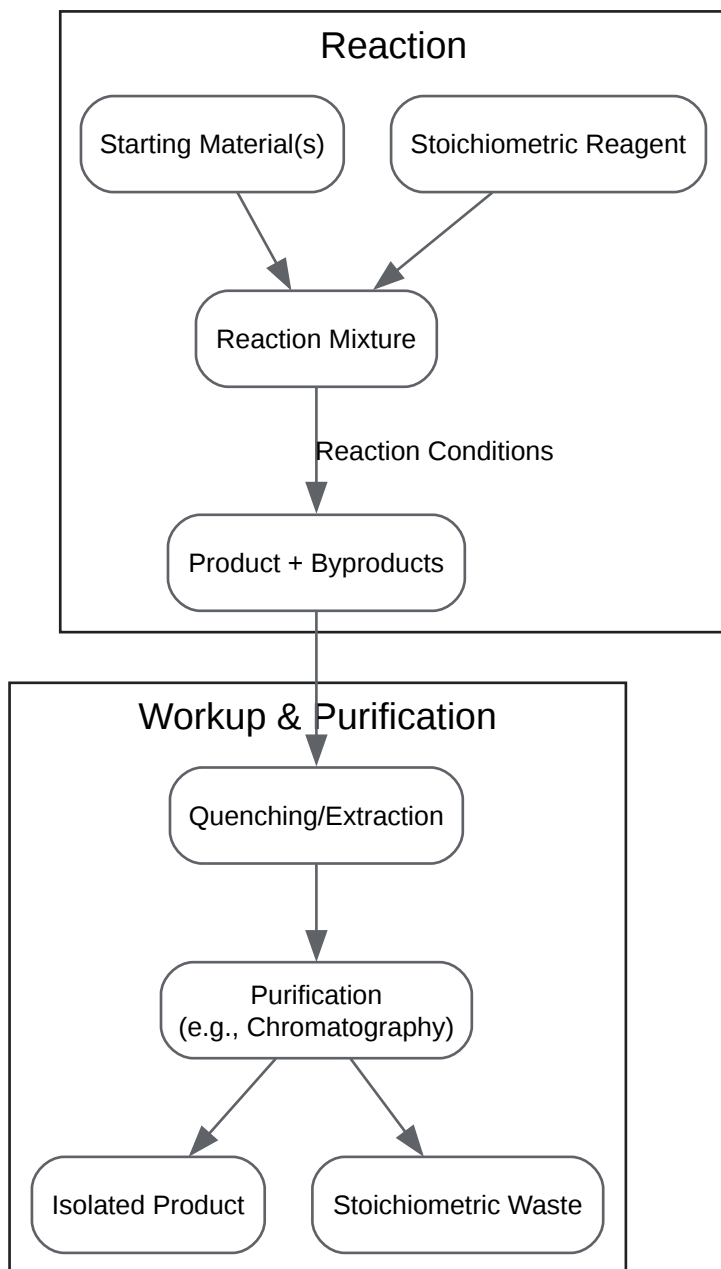 Reaction
Starting Material(s)
Stoichiometric Reagent
Reaction Mixture
Reaction Conditions
Product + Byproducts
Workup & Purification
Quenching/Extraction
Purification
(e.g., Chromatography)
Isolated Product
Stoichiometric Waste